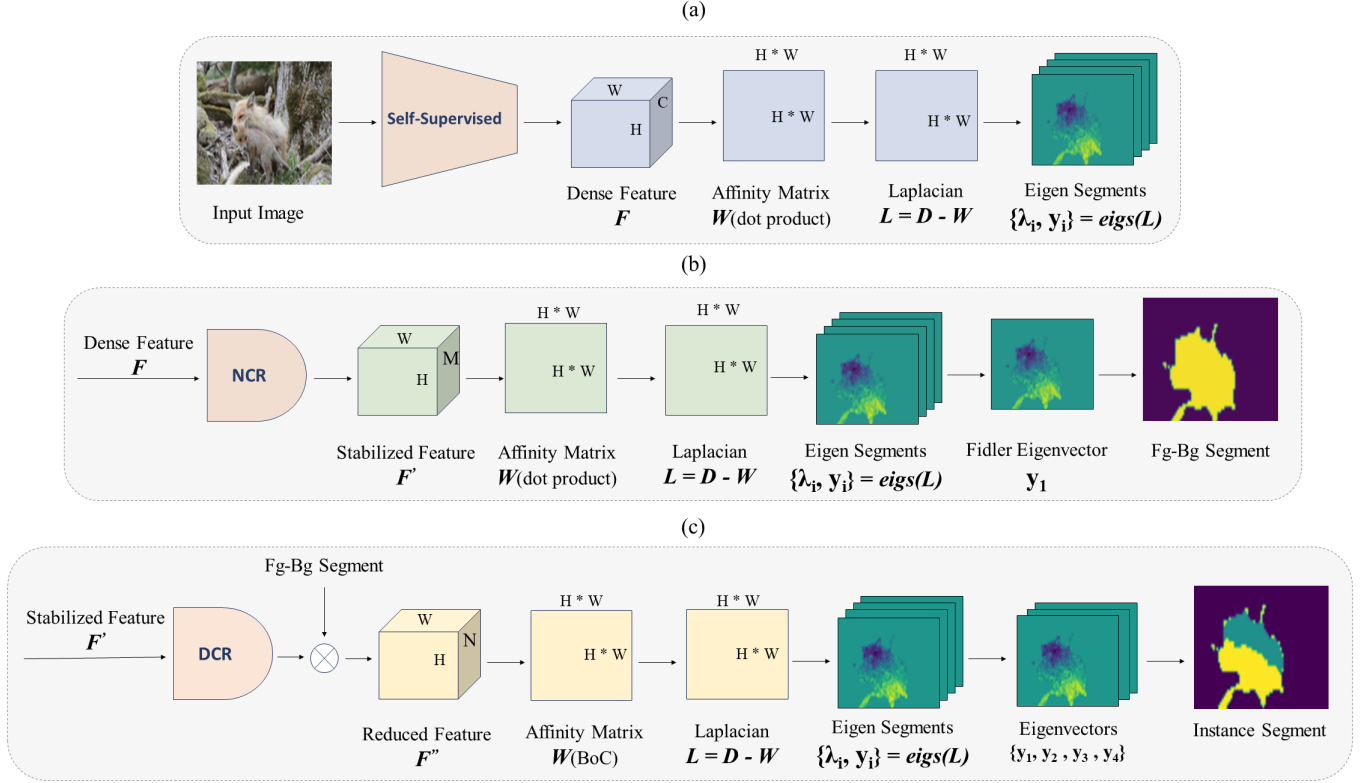 (a)
H * W
H * W
W
C
H
H * W
H * W
Self-Supervised
Input Image
Dense Feature
F
Affinity Matrix
W(dot product)
Laplacian
L = D - W
Eigen Segments
{λi, yi} = eigs(L)
(b)
Dense Feature
F
NCR
W
M
H
H * W
H * W
H * W
H * W
Stabilized Feature
F'
Affinity Matrix
W(dot product)
Laplacian
L = D - W
Eigen Segments
{λi, yi} = eigs(L)
Fidler Eigenvector
y1
Fg-Bg Segment
(c)
Fg-Bg Segment
Stabilized Feature
F'
DCR
W
N
H
H * W
H * W
H * W
H * W
Reduced Feature
F"
Affinity Matrix
W(BoC)
Laplacian
L = D - W
Eigen Segments
{λi, yi} = eigs(L)
Eigenvectors
{y1, y2 , y3 , y4}
Instance Segment